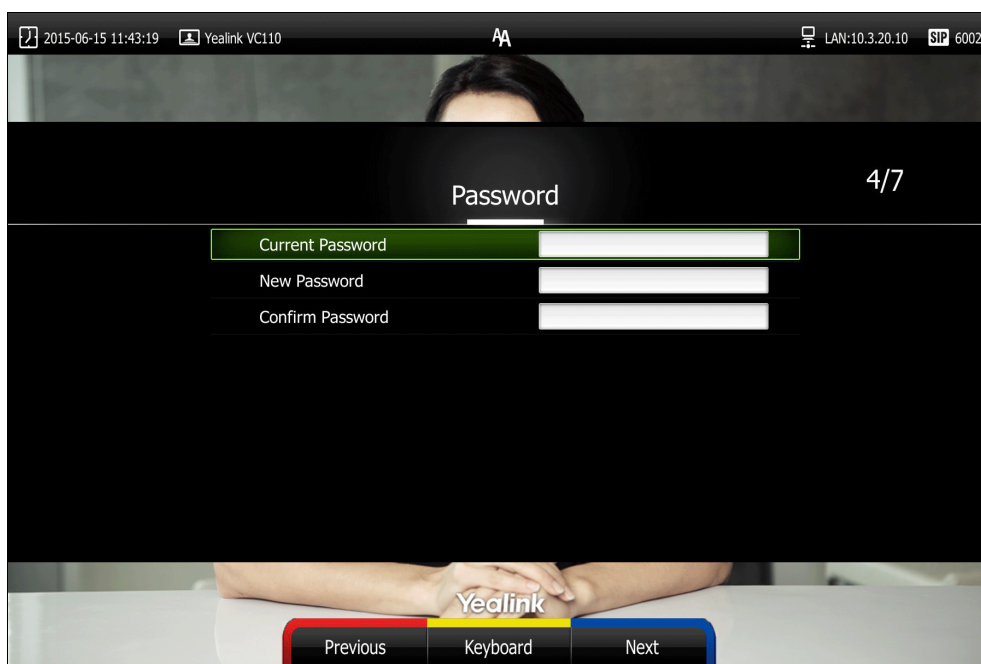 2015-06-15 11:43:19 Yealink VC110 AA LAN:10.3.20.10 SIP 6002
Password 4/7
Current Password
New Password
Confirm Password
Yealink
Previous Keyboard Next